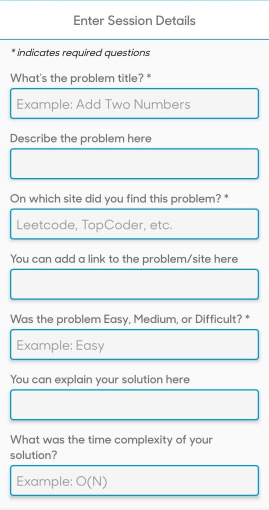 Enter Session Details
* indicates required questions
What's the problem title? *
Example: Add Two Numbers
Describe the problem here
On which site did you find this problem? *
Leetcode, TopCoder, etc.
You can add a link to the problem/site here
Was the problem Easy, Medium, or Difficult? *
Example: Easy
You can explain your solution here
What was the time complexity of your
solution?
Example: O(N)